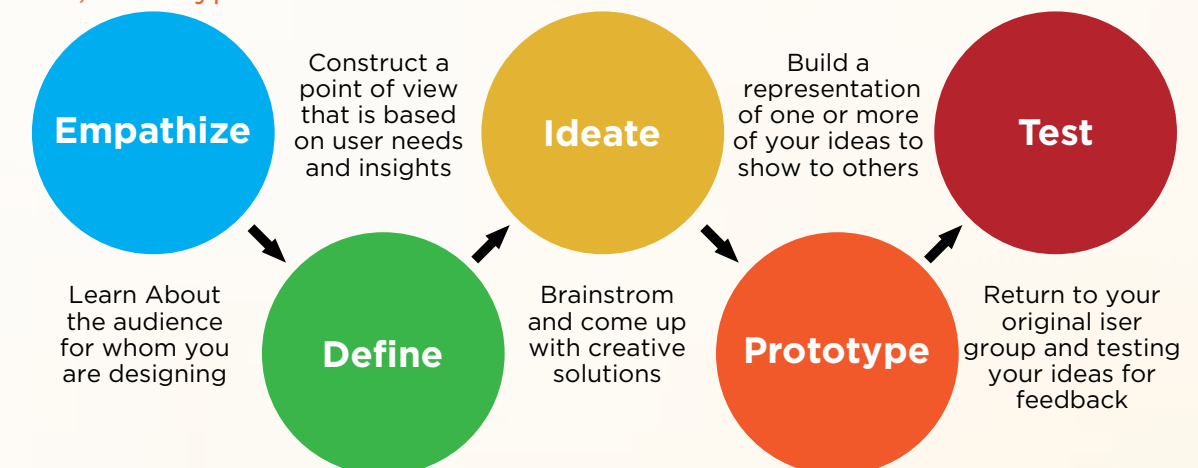 Empathize
Learn About
the audience
for whom you
are designing
Construct a
point of view
that is based
on user needs
and insights
Define
Ideate
Brainstrom
and come up
with creative
solutions
Build a
representation
of one or more
of your ideas to
show to others
Prototype
Test
Return to your
original iser
group and testing
your ideas for
feedback